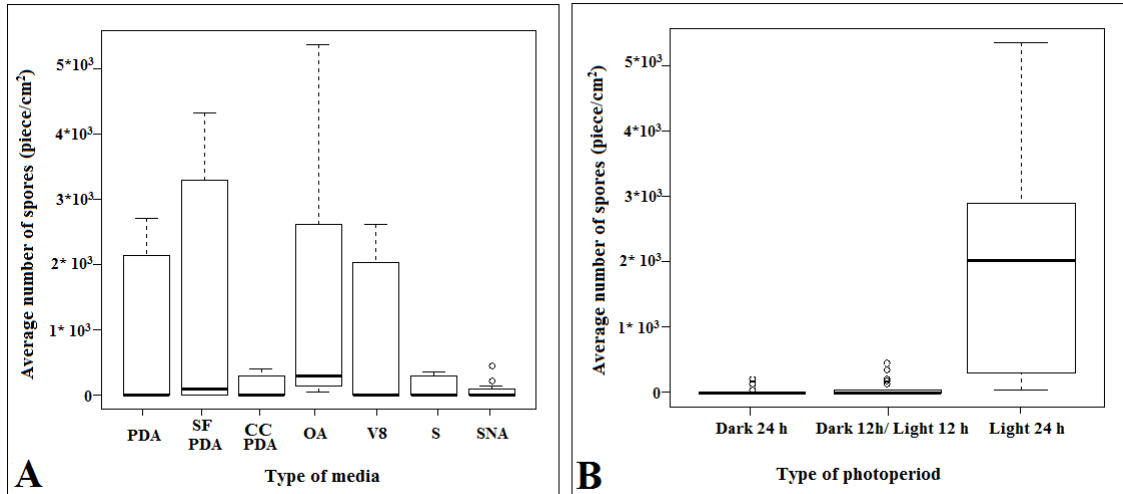 Average number of spores (piece/cm²)
5*10³
4*10³
3*10³
2* 10³
1* 10³
0
PDA
SF PDA
CC PDA
OA
V8
S
SNA
Type of media
A
Average number of spores (piece/cm²)
5*10³
4*10³
3*10³
2* 10³
1* 10³
0
Dark 24 h
Dark 12h/ Light 12 h
Light 24 h
Type of photoperiod
B